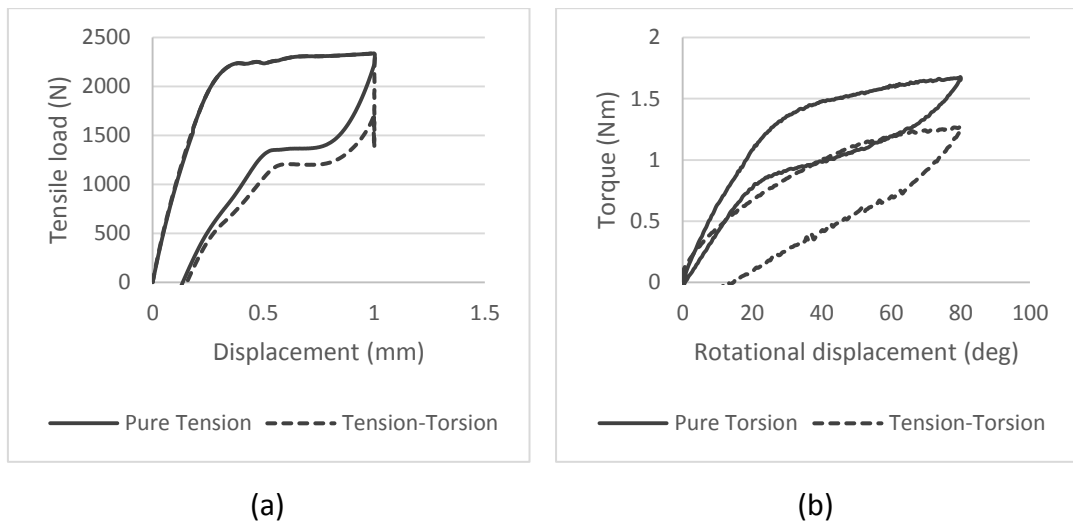 2500
2000
1500
1000
500
0
Tensile load (N)
0 0.5 1 1.5
Displacement (mm)
Pure Tension Tension-Torsion
(a)
2
1.5
1
0.5
0
Torque (Nm)
0 20 40 60 80 100
Rotational displacement (deg)
Pure Torsion Tension-Torsion
(b)